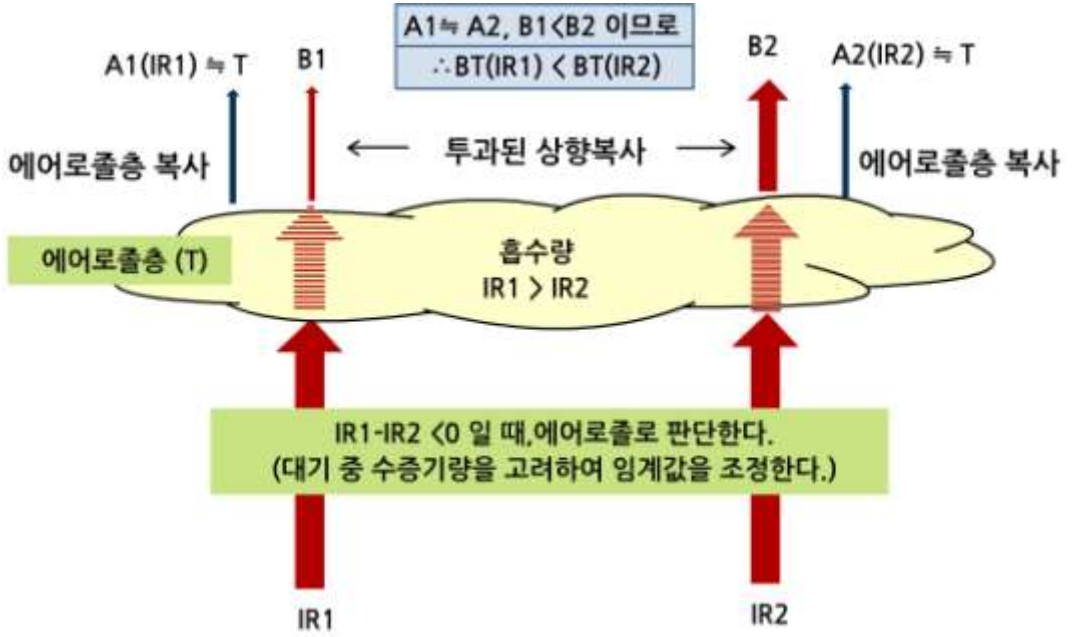 A1≒ A2, B1<B2 이므로
∴BT(IR1) < BT(IR2)
A1(IR1) ≒ T
B1
B2
A2(IR2) ≒ T
에어로졸층 복사
투과된 상향복사
에어로졸층 복사
에어로졸층 (T)
흡수량
IR1 > IR2
IR1-IR2 <0 일 때,에어로졸로 판단한다.
(대기 중 수증기량을 고려하여 임계값을 조정한다.)
IR1
IR2